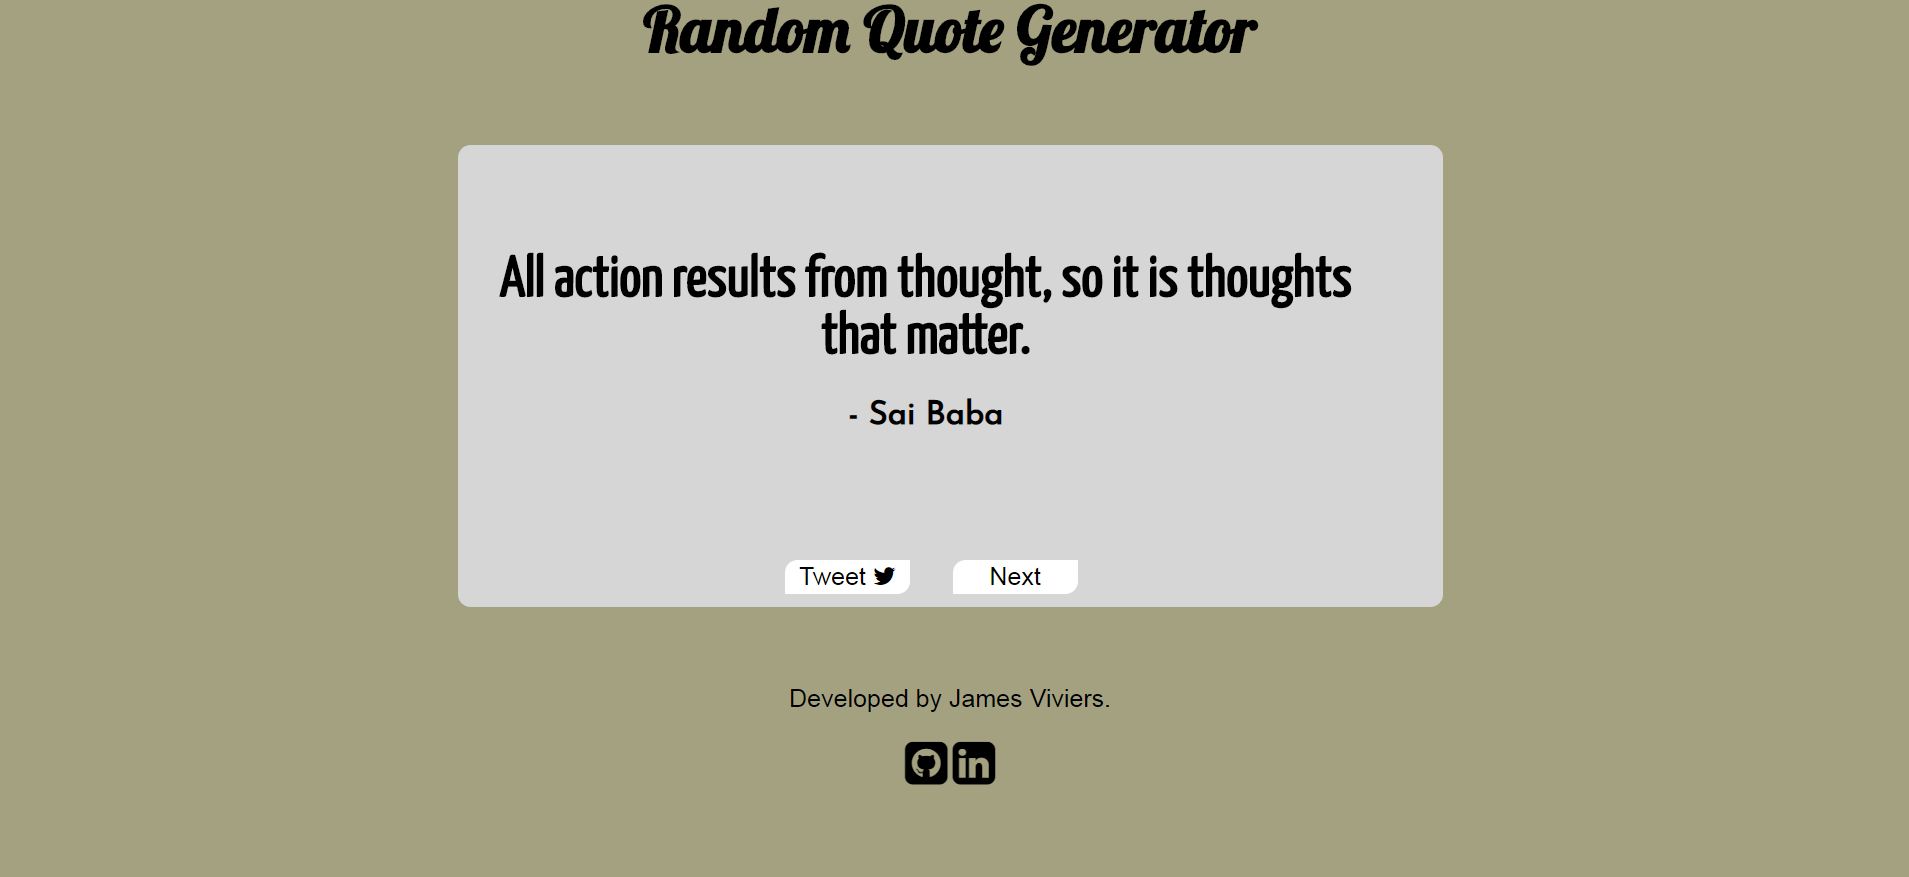 Random Quote Generator
All action results from thought, so it is thoughts
that matter.
- Sai Baba
Tweet
Next
Developed by James Viviers.
in